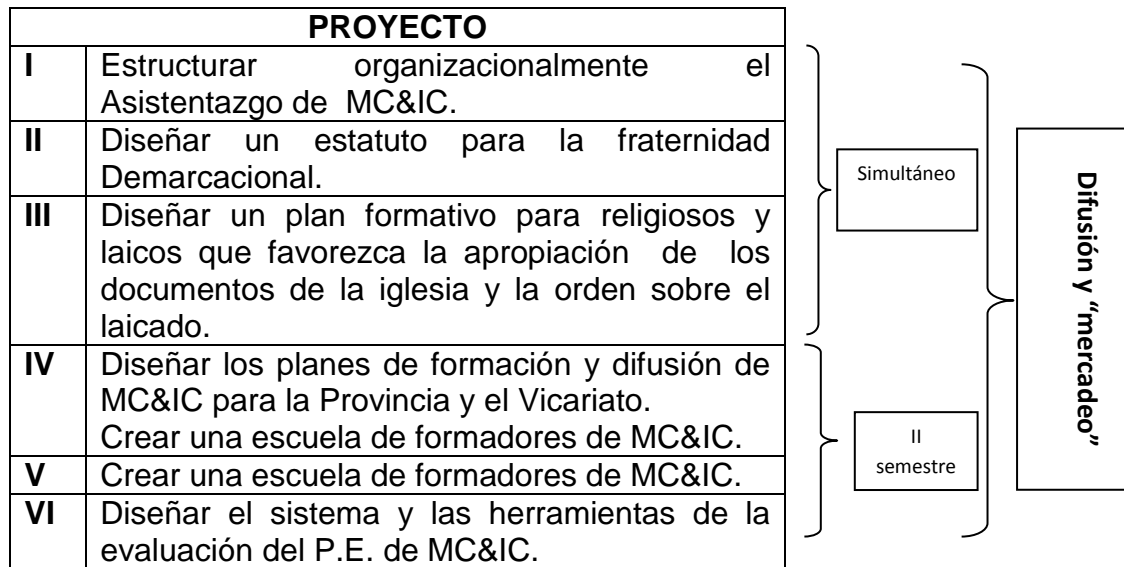 PROYECTO
I Estructurar organizacionalmente el
Asistentazgo de MC&IC.
II Diseñar un estatuto para la fraternidad
Demarcacional.
III Diseñar un plan formativo para religiosos y
laicos que favorezca la apropiación de los
documentos de la iglesia y la orden sobre el
laicado.
IV Diseñar los planes de formación y difusión de
MC&IC para la Provincia y el Vicariato.
Crear una escuela de formadores de MC&IC.
V Crear una escuela de formadores de MC&IC.
VI Diseñar el sistema y las herramientas de la
evaluación del P.E. de MC&IC.
Simultáneo
II
semestre
Difusión y “mercadeo”